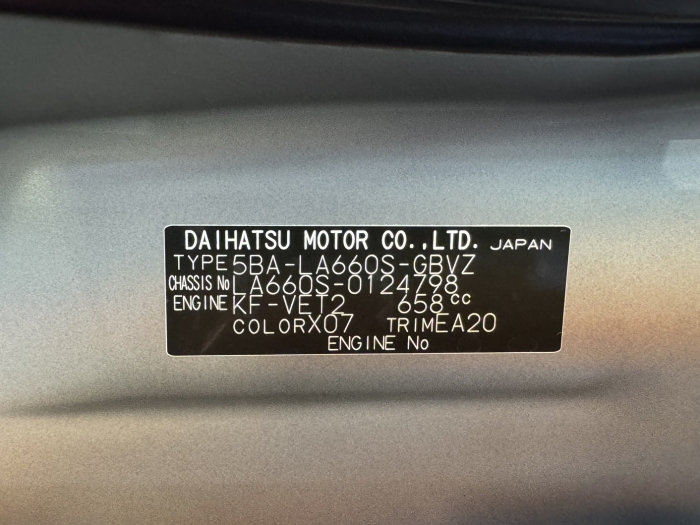 DAIHATSU MOTOR CO.,LTD. JAPAN
TYPE 5BA-LA660S-GBVZ
CHASSIS No LA660S-0124798
ENGINE KF-VET2 658cc
COLOR X07 TRIM EA20
ENGINE No